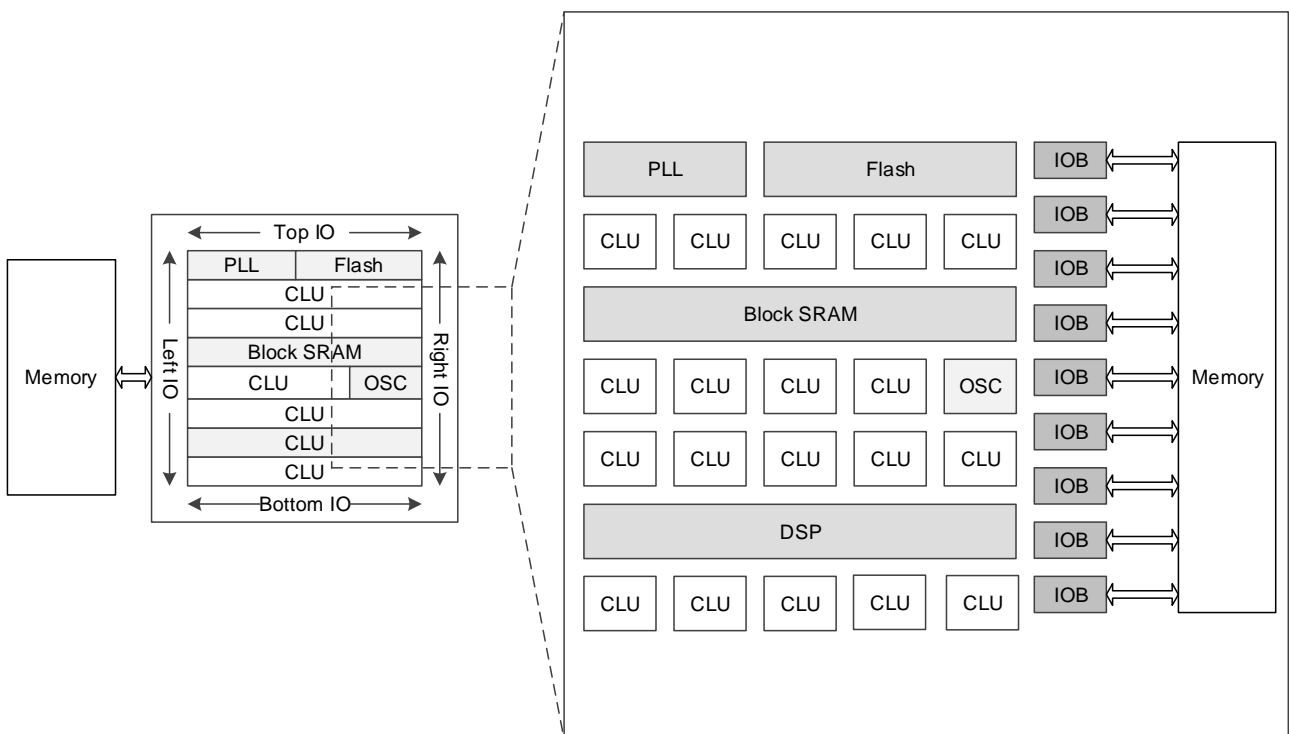 Memory
Top IO
Left IO
PLL Flash
CLU
CLU
Block SRAM
CLU OSC
CLU
CLU
CLU
Right IO
Bottom IO
PLL Flash
CLU CLU CLU CLU CLU
Block SRAM
CLU CLU CLU CLU OSC
CLU CLU CLU CLU CLU
DSP
CLU CLU CLU CLU CLU
IOB
IOB
IOB
IOB
IOB
IOB
IOB
IOB
IOB
Memory